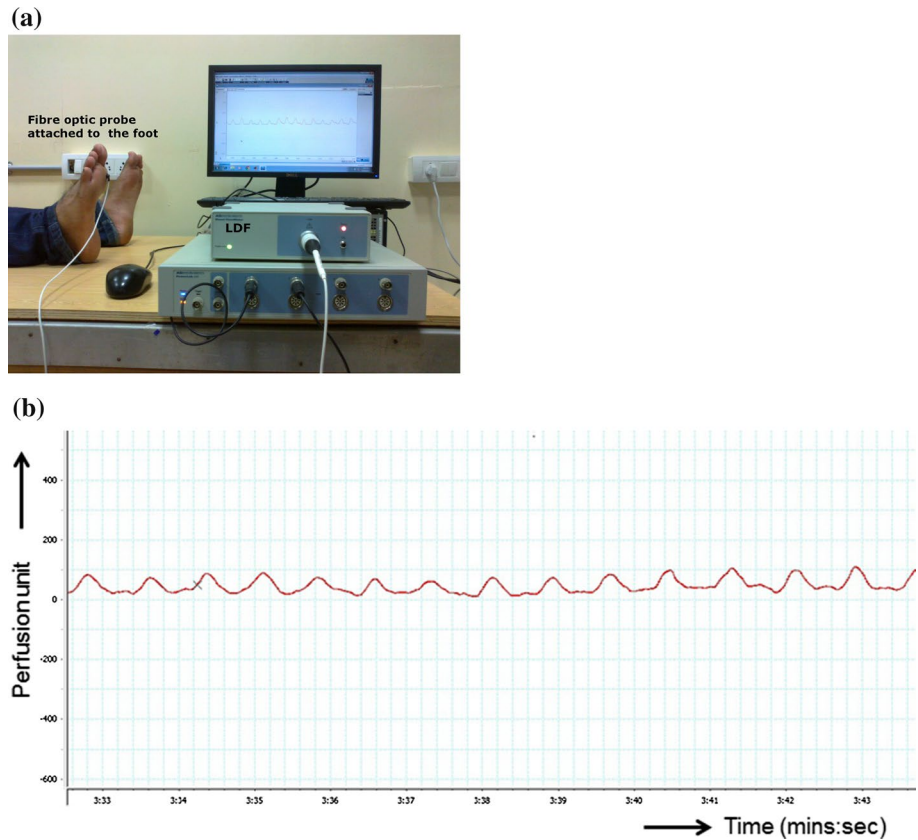 (a)
Fibre optic probe
attached to the foot
LDF
(b)
Perfusion unit
400
200
0
-200
-400
-600
3:33 3:34 3:35 3:36 3:37 3:38 3:39 3:40 3:41 3:42 3:43
Time (mins:sec)